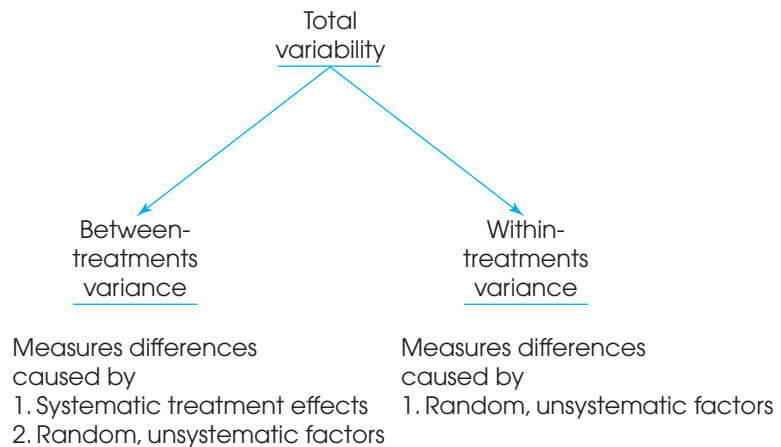 Total
variability
Between-
treatments
variance
Measures differences
caused by
1. Systematic treatment effects
2. Random, unsystematic factors
Within-
treatments
variance
Measures differences
caused by
1. Random, unsystematic factors